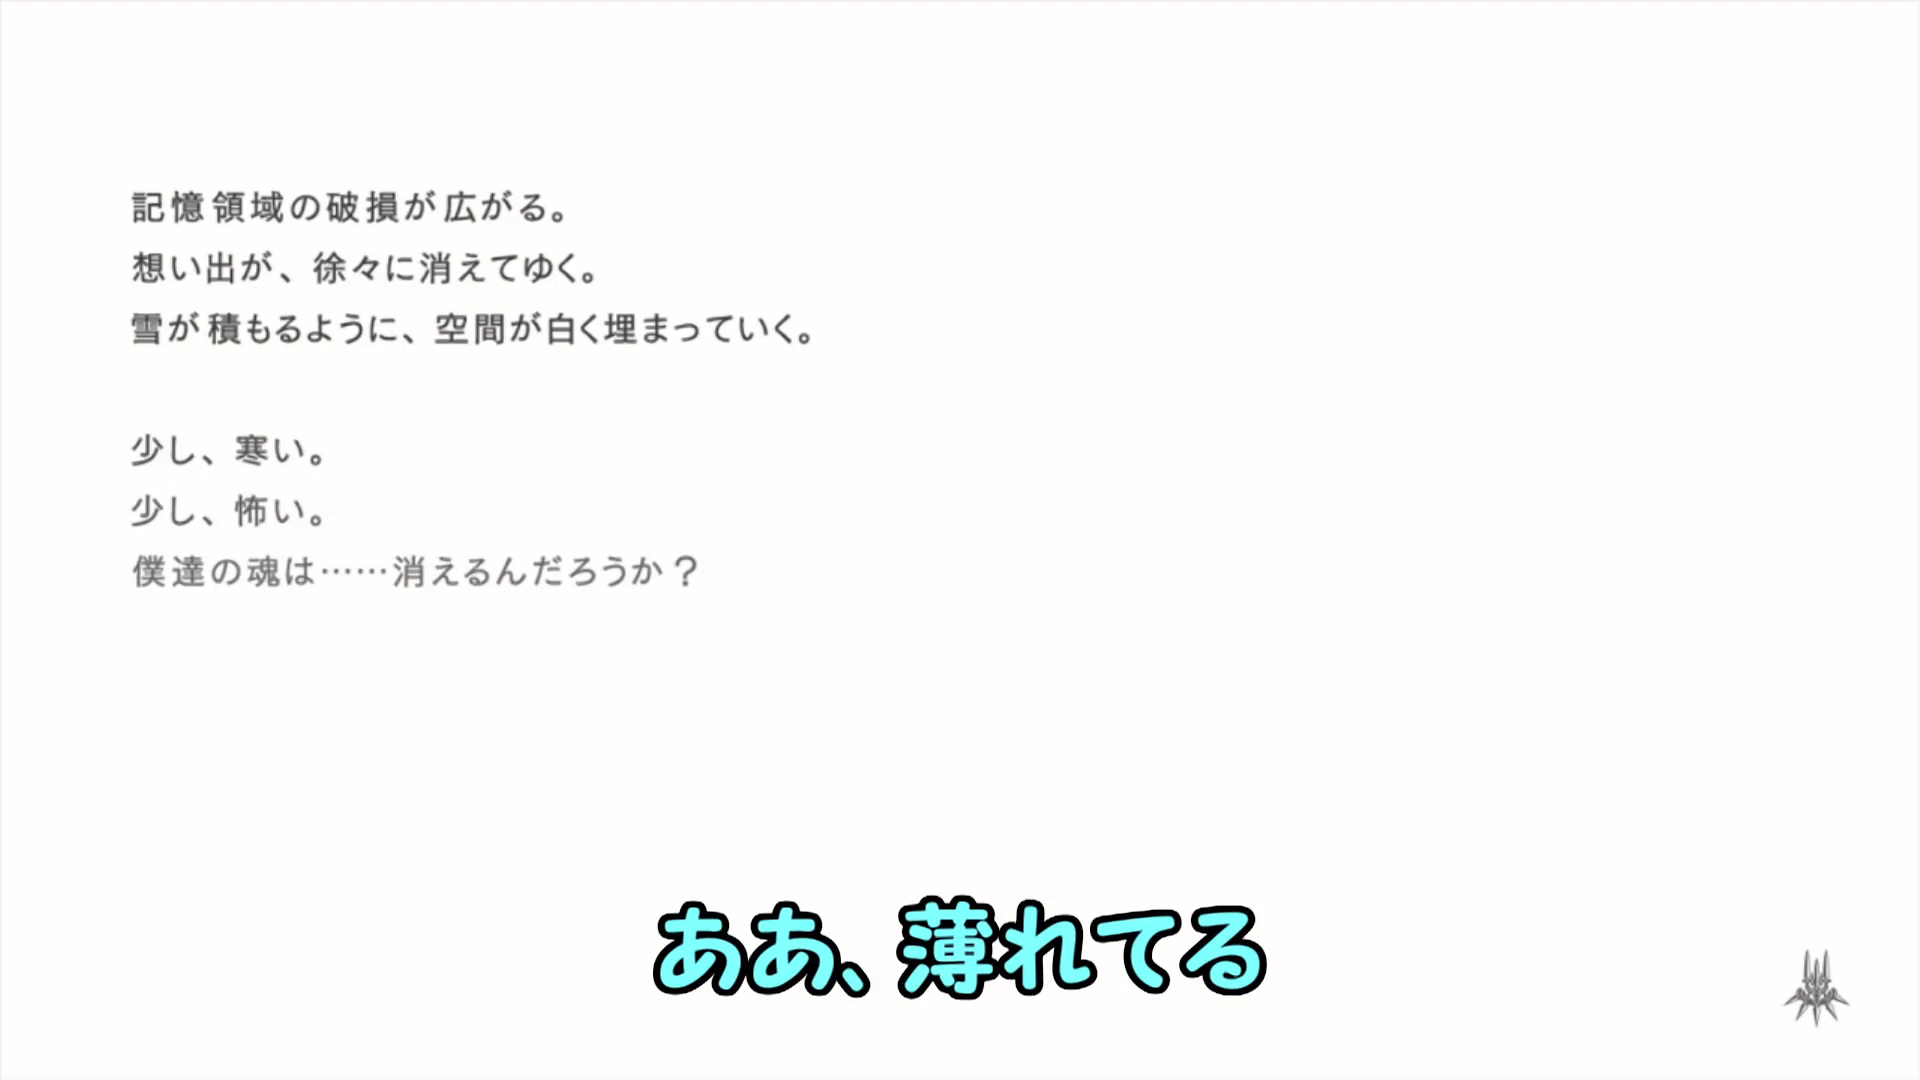 記憶領域の破損が広がる。
想い出が、徐々に消えてゆく。
雪が積もるように、空間が白く埋まっていく。
少し、寒い。
少し、怖い。
僕達の魂は……消えるんだろうか？
ああ、薄れてる